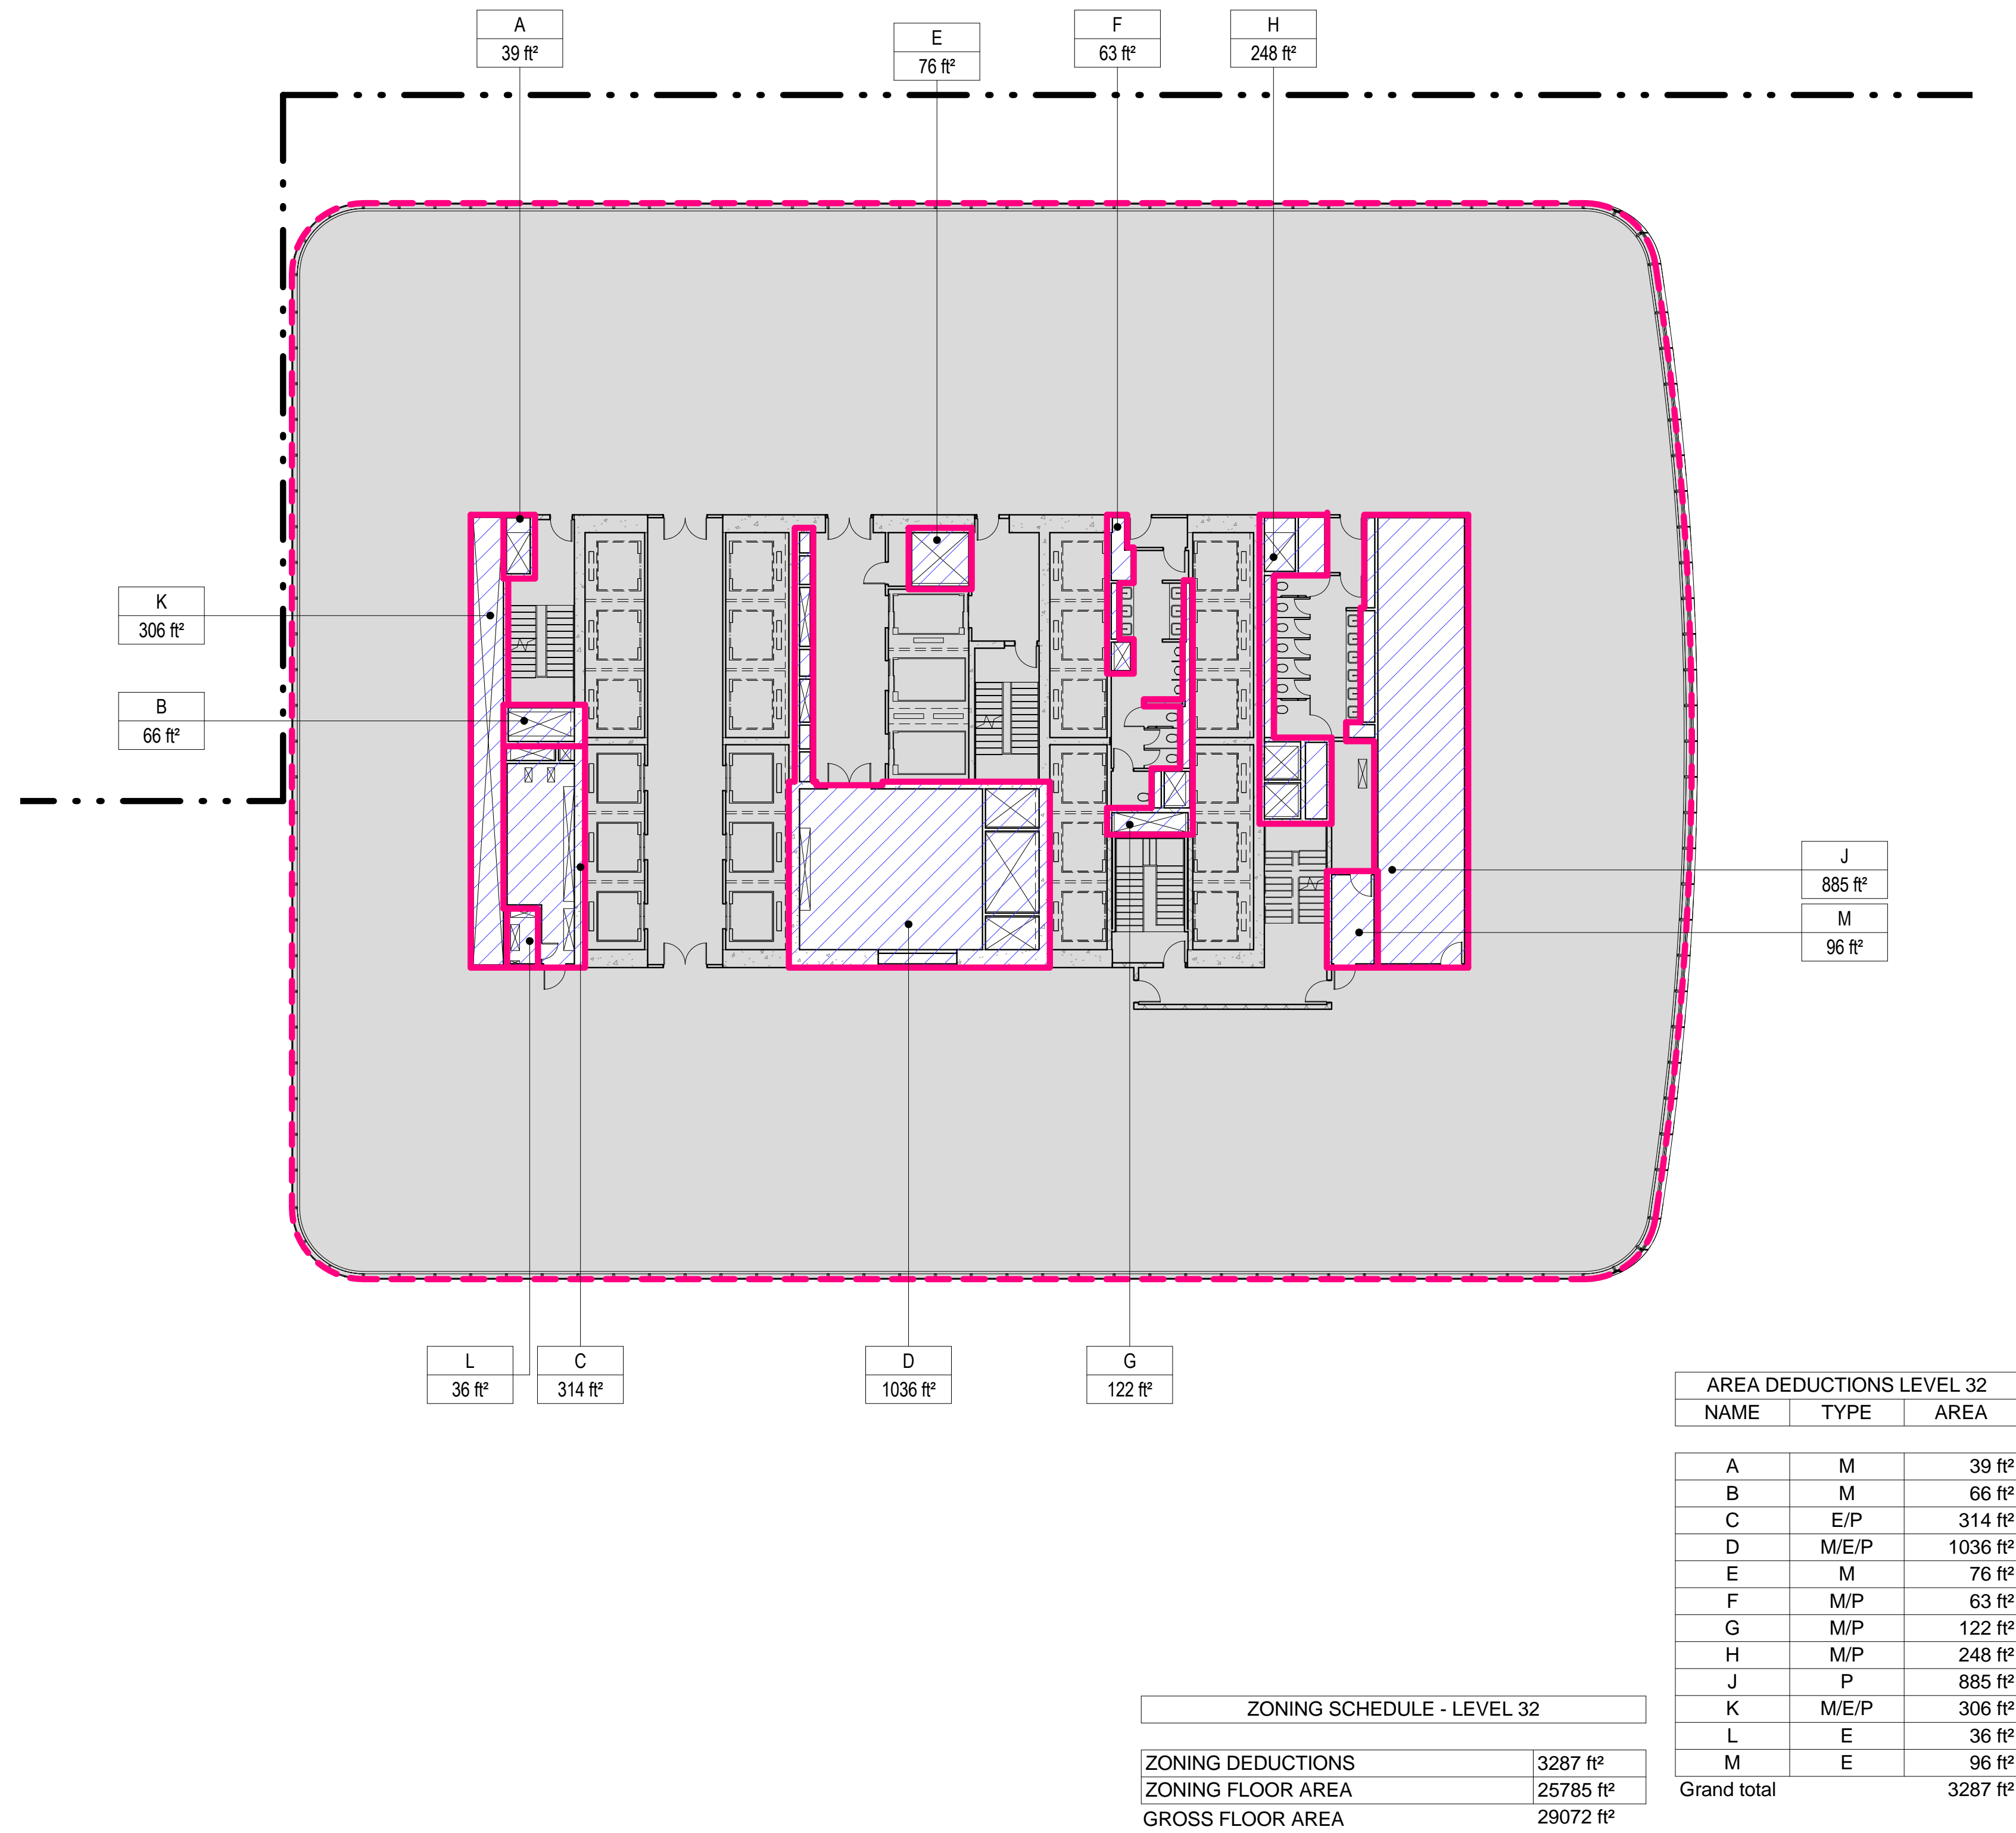 A
39 ft²
E
76 ft²
F
63 ft²
H
248 ft²
K
306 ft²
B
66 ft²
J
885 ft²
M
96 ft²
L
36 ft²
C
314 ft²
D
1036 ft²
G
122 ft²
AREA DEDUCTIONS LEVEL 32
NAME TYPE AREA
A M 39 ft²
B M 66 ft²
C E/P 314 ft²
D M/E/P 1036 ft²
E M 76 ft²
F M/P 63 ft²
G M/P 122 ft²
H M/P 248 ft²
J P 885 ft²
K M/E/P 306 ft²
L E 36 ft²
M E 96 ft²
Grand total 3287 ft²
ZONING SCHEDULE - LEVEL 32
ZONING DEDUCTIONS 3287 ft²
ZONING FLOOR AREA 25785 ft²
GROSS FLOOR AREA 29072 ft²